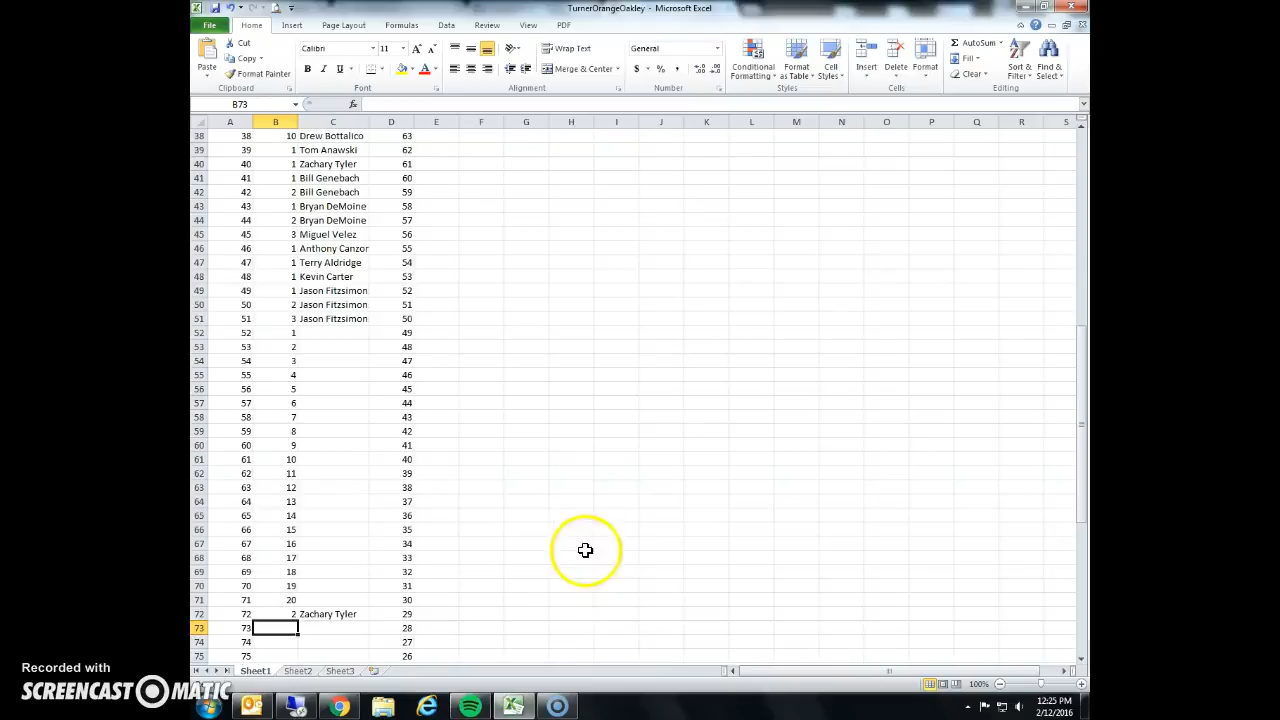 TurnerOrangeOakley - Microsoft Excel
File Home Insert Page Layout Formulas Data Review View PDF
Cut Calibri 11 Wrap Text General AutoSum
Copy Fill
Paste Format Painter Merge & Center $ % , Conditional Formatting Format as Table Cell Styles Insert Delete Format Clear Sort & Filter Find & Select
Clipboard Font Alignment Number Styles Cells Editing
B73 fx
A B C D E F G H I J K L M N O P Q R S
38 38 10 Drew Bottalico 63
39 39 1 Tom Anawski 62
40 40 1 Zachary Tyler 61
41 41 1 Bill Genebach 60
42 42 2 Bill Genebach 59
43 43 1 Bryan DeMoine 58
44 44 2 Bryan DeMoine 57
45 45 3 Miguel Velez 56
46 46 1 Anthony Canzor 55
47 47 1 Terry Aldridge 54
48 48 1 Kevin Carter 53
49 49 1 Jason Fitzsimon 52
50 50 2 Jason Fitzsimon 51
51 51 3 Jason Fitzsimon 50
52 52 1 49
53 53 2 48
54 54 3 47
55 55 4 46
56 56 5 45
57 57 6 44
58 58 7 43
59 59 8 42
60 60 9 41
61 61 10 40
62 62 11 39
63 63 12 38
64 64 13 37
65 65 14 36
66 66 15 35
67 67 16 34
68 68 17 33
69 69 18 32
70 70 19 31
71 71 20 30
72 72 2 Zachary Tyler 29
73 73 28
74 74 27
75 75 26
Sheet1 Sheet2 Sheet3
100%
Recorded with
SCREENCAST-O-MATIC
12:25 PM
2/12/2016